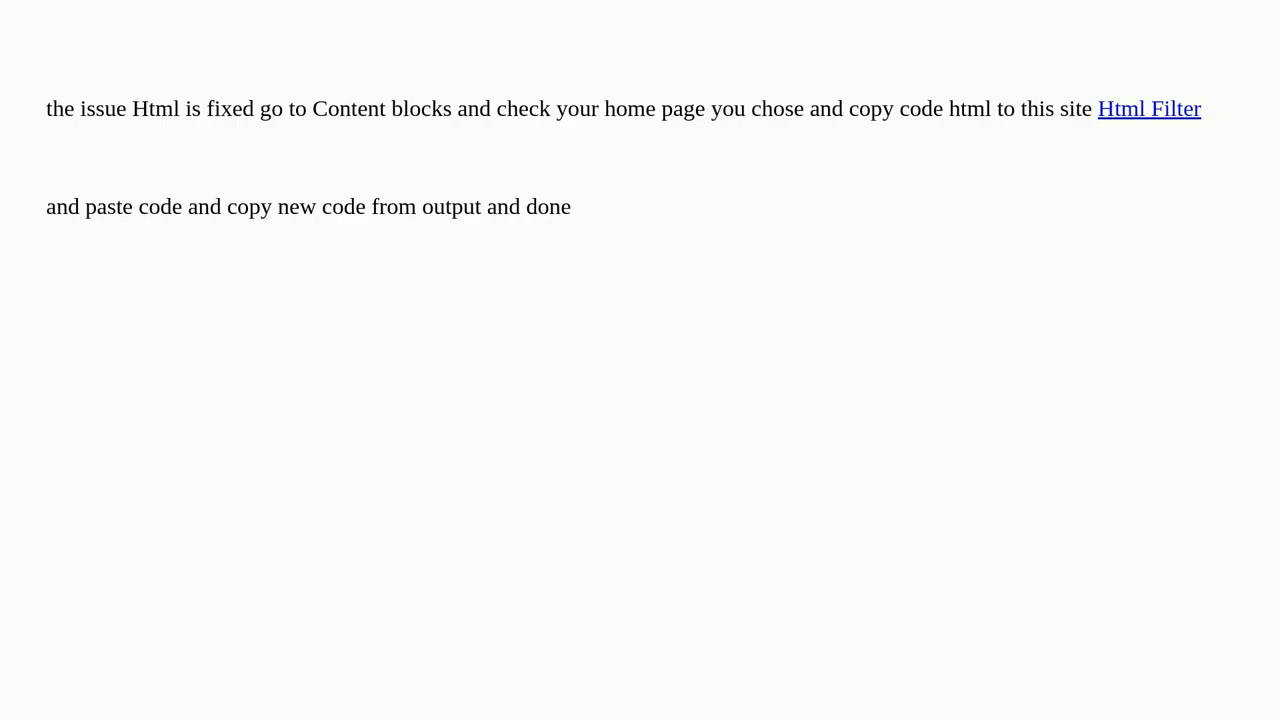 the issue Html is fixed go to Content blocks and check your home page you chose and copy code html to this site Html Filter
and paste code and copy new code from output and done